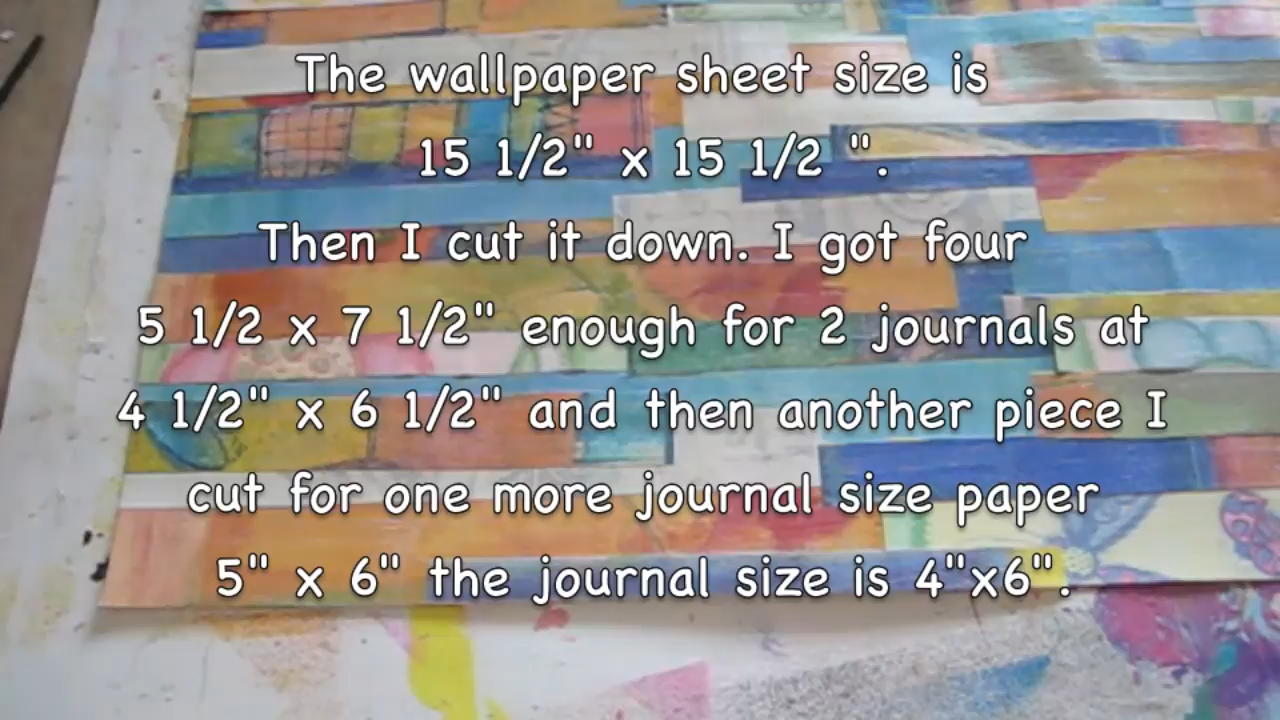 The wallpaper sheet size is
15 1/2" x 15 1/2 ".
Then I cut it down. I got four
5 1/2 x 7 1/2" enough for 2 journals at
4 1/2" x 6 1/2" and then another piece I
cut for one more journal size paper
5" x 6" the journal size is 4"x6".